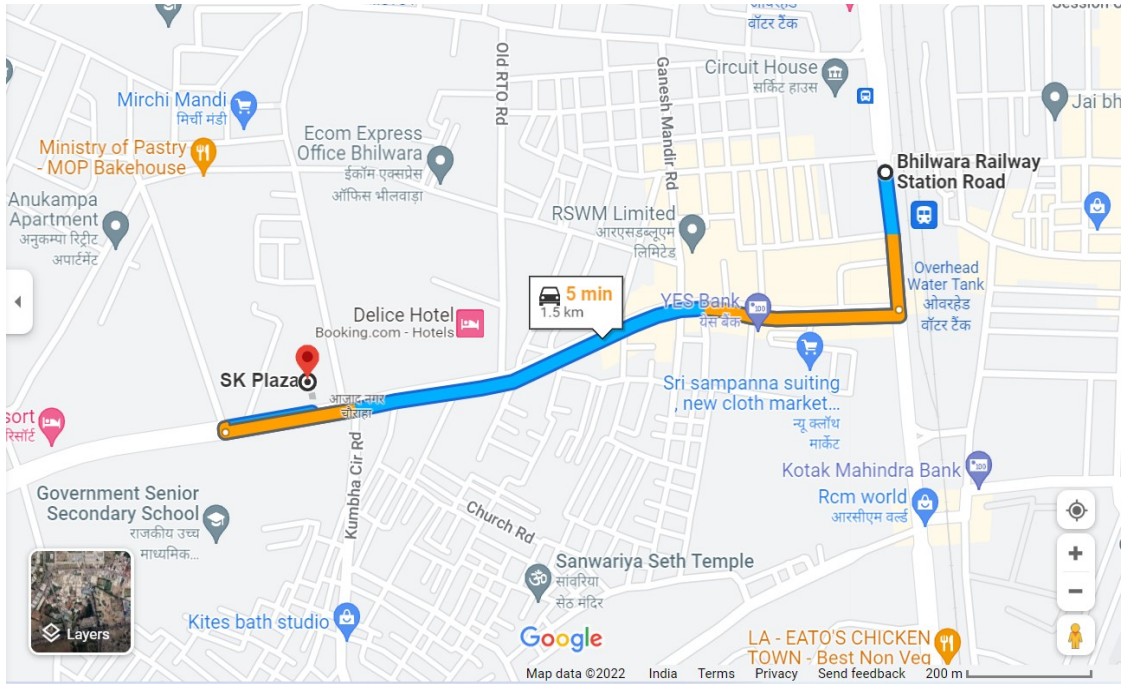 वॉटर टैंक
Circuit House
सर्किट हाउस
Mirchi Mandi
मिर्ची मंडी
Old RTO Rd
Ganesh Mandir Rd
Jai bh
Ministry of Pastry
- MOP Bakehouse
Ecom Express
Office Bhilwara
ईकॉम एक्सप्रेस
ऑफिस भीलवाड़ा
Bhilwara Railway
Station Road
Anukampa
Apartment
अनुकम्पा रिट्रीट
अपार्टमेंट
RSWM Limited
आरएसडब्लूएम
लिमिटेड
Overhead
Water Tank
ओवरहेड
वॉटर टैंक
5 min
1.5 km
YES Bank
यस बैंक
Delice Hotel
Booking.com - Hotels
SK Plaza
आजाद नगर
चौराहा
Sri sampanna suiting
, new cloth market...
न्यू क्लॉथ
मार्केट
sort
रिसॉर्ट
Kumbha Cir Rd
Kotak Mahindra Bank
Rcm world
आरसीएम वर्ल्ड
Government Senior
Secondary School
राजकीय उच्च
माध्यमिक...
Church Rd
Sanwariya Seth Temple
सांवरिया
सेठ मंदिर
Kites bath studio
Layers
Google
LA - EATO'S CHICKEN
TOWN - Best Non Veg
Map data ©2022 India Terms Privacy Send feedback 200 m